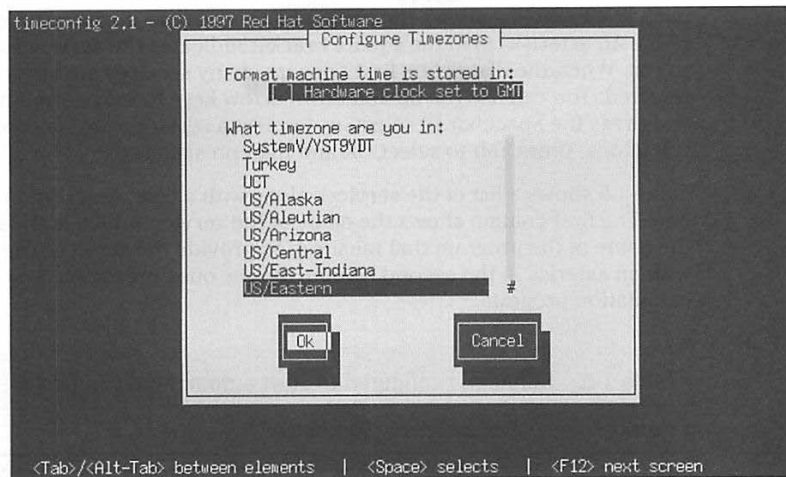 timeconfig 2.1 - (C) 1997 Red Hat Software
Configure Timezones
Format machine time is stored in:
[ ] Hardware clock set to GMT
What timezone are you in:
SystemV/YST9YDT
Turkey
UCT
US/Alaska
US/Aleutian
US/Arizona
US/Central
US/East-Indiana
US/Eastern #
Ok Cancel
<Tab>/<Alt-Tab> between elements | <Space> selects | <F12> next screen